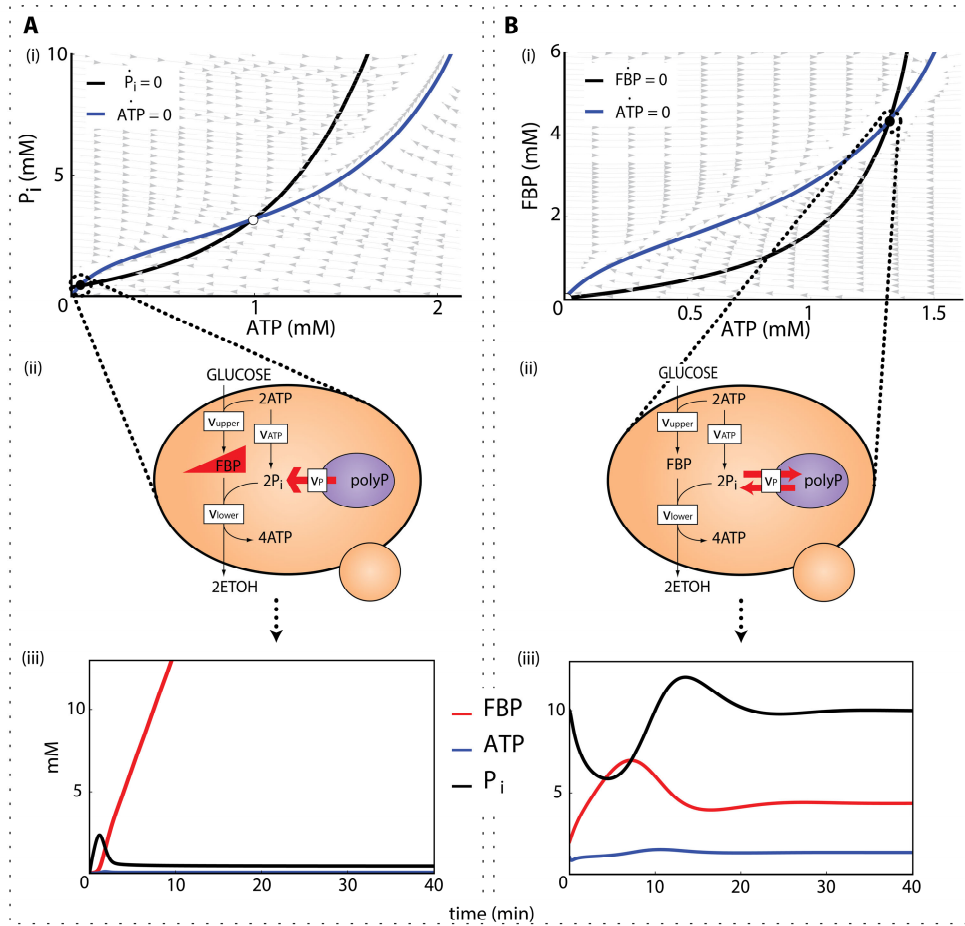 A
(i)
10
5
0
1
2
Pi (mM)
ATP (mM)
Ṗi = 0
AṪP = 0
(ii)
GLUCOSE
2ATP
Vupper
VATP
FBP
2Pi
VP
polyP
Vlower
4ATP
2ETOH
(iii)
10
5
mM
0
10
20
30
40
B
(i)
6
4
2
0
0.5
1
1.5
FBP (mM)
ATP (mM)
FḂP = 0
AṪP = 0
(ii)
GLUCOSE
2ATP
Vupper
VATP
FBP
2Pi
VP
polyP
Vlower
4ATP
2ETOH
(iii)
FBP
ATP
Pi
10
5
0
10
20
30
40
time (min)